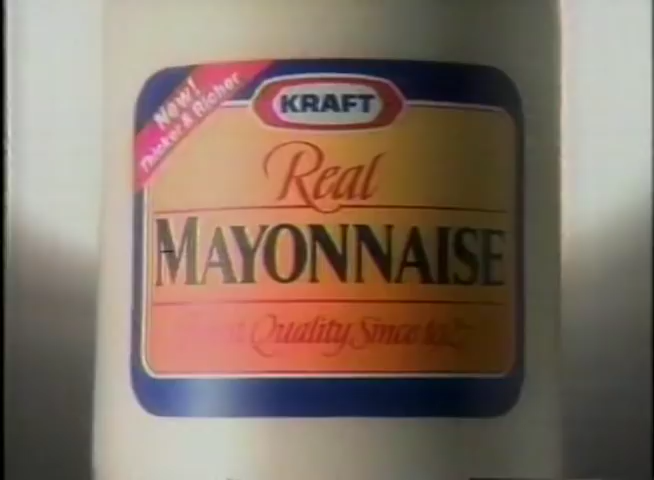 New!
Thicker & Richer
KRAFT
Real
MAYONNAISE
Quality Since